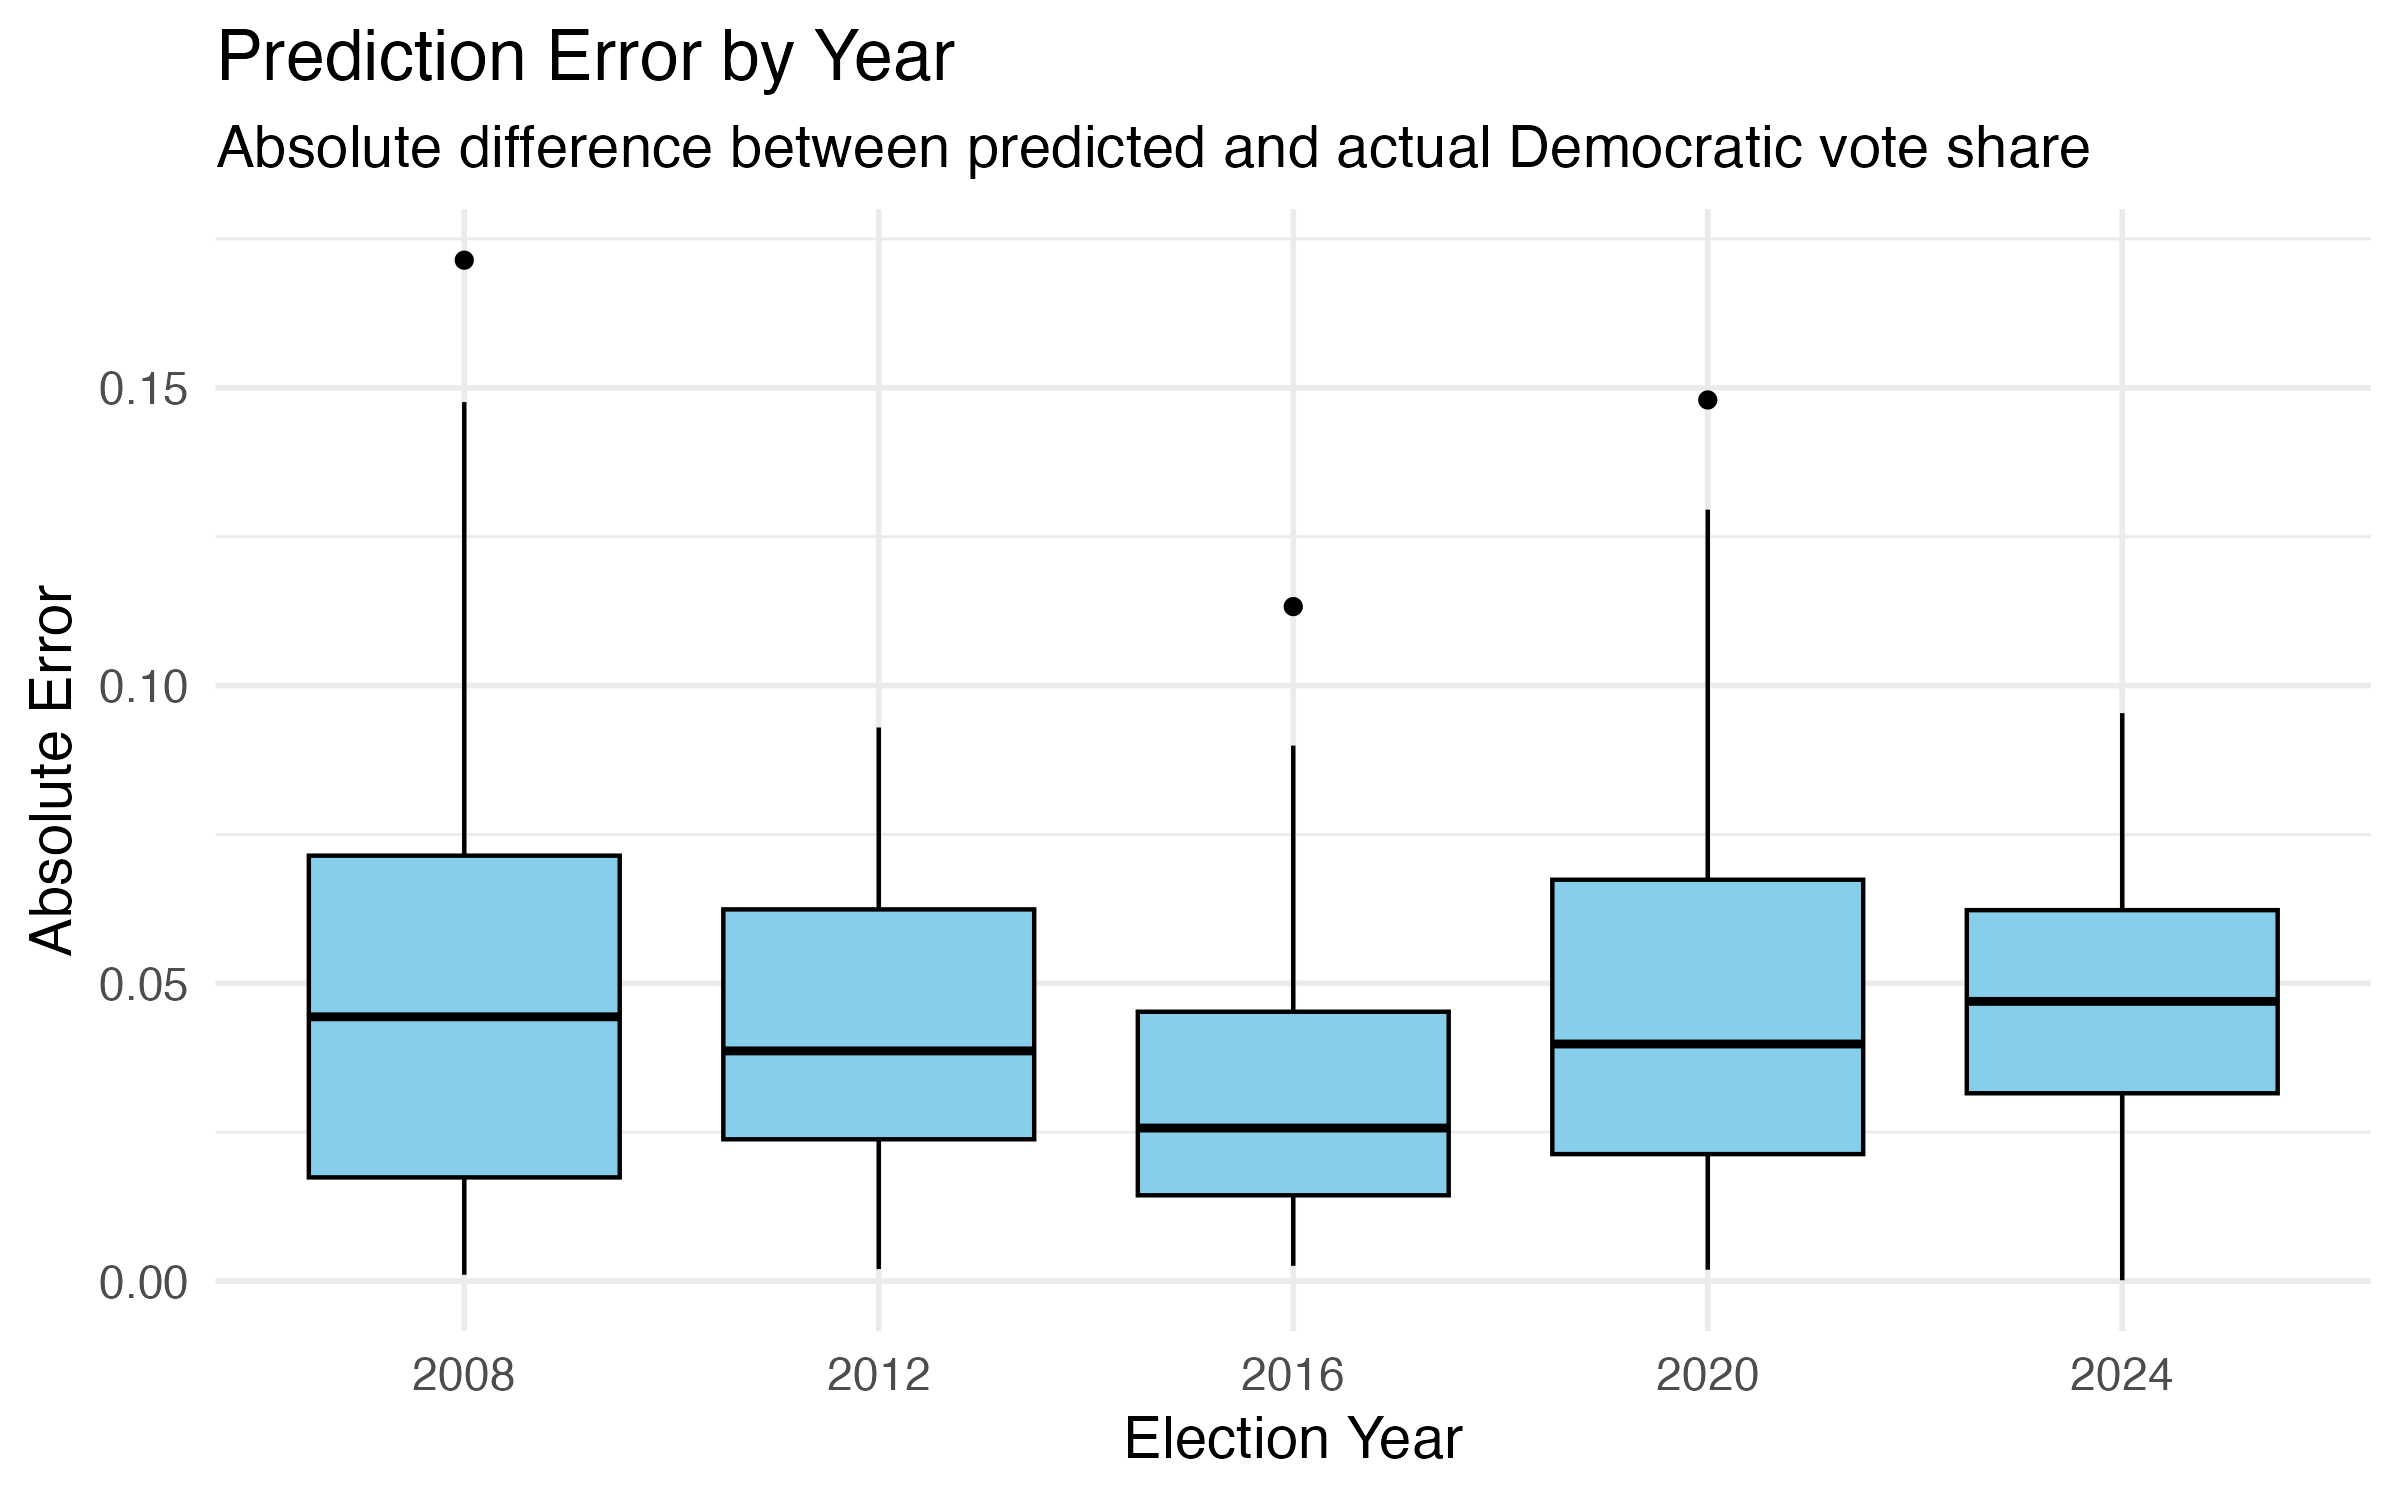 Prediction Error by Year
Absolute difference between predicted and actual Democratic vote share
Absolute Error
0.15
0.10
0.05
0.00
2008 2012 2016 2020 2024
Election Year